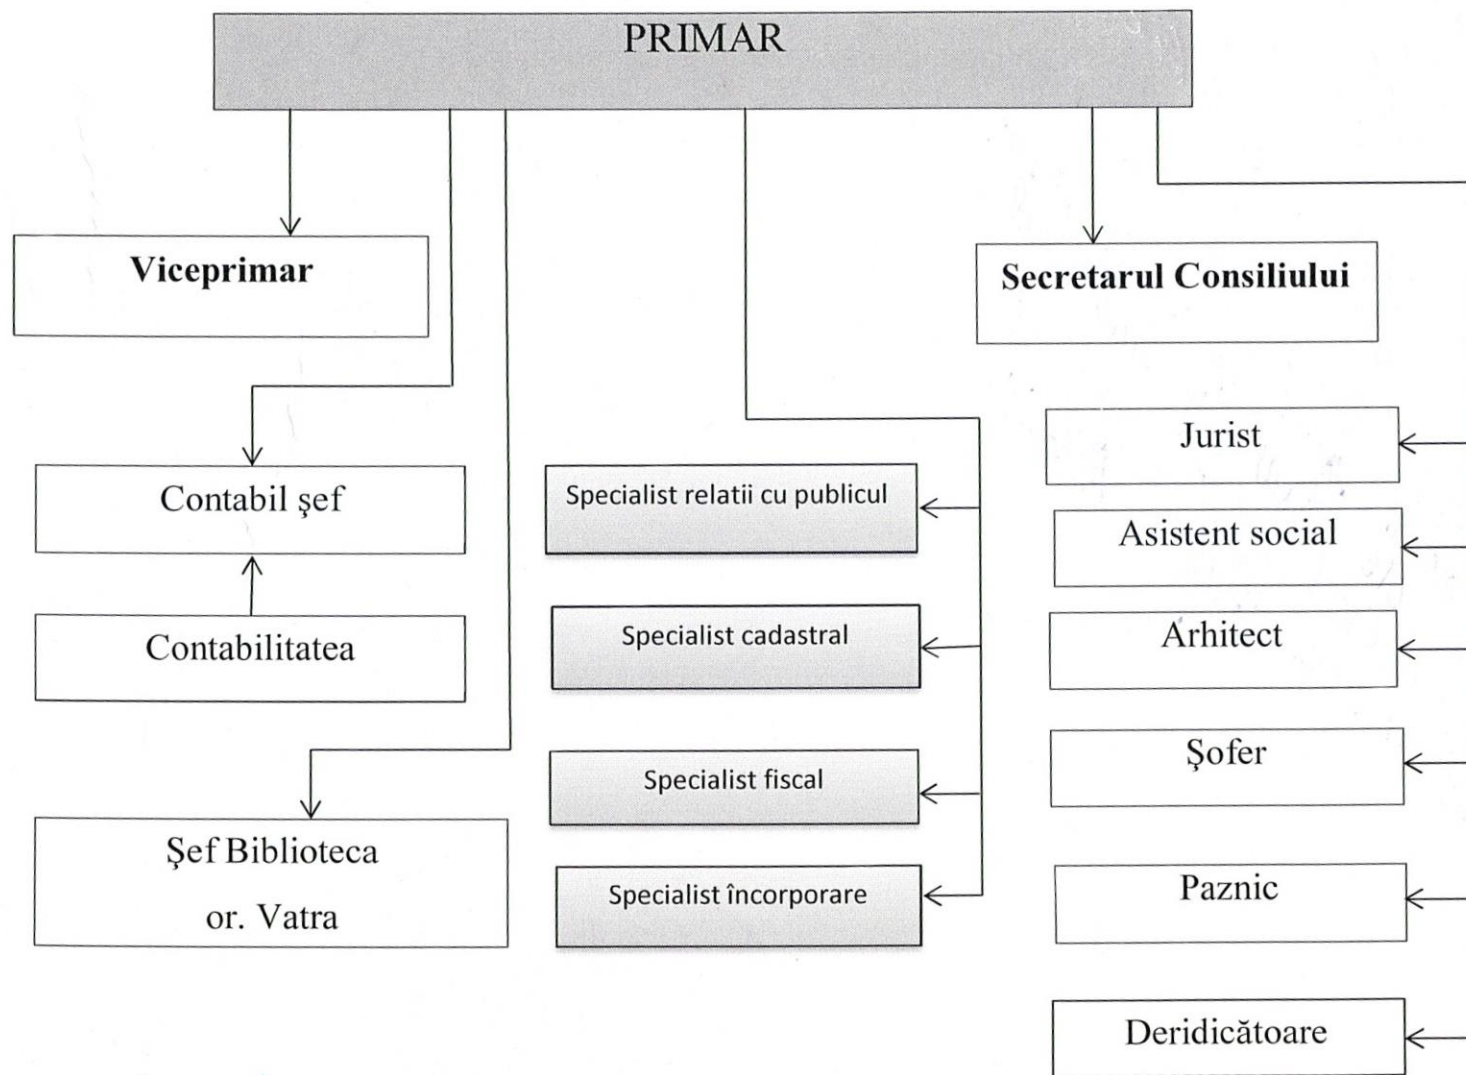 PRIMAR
Viceprimar
Secretarul Consiliului
Contabil şef
Contabilitatea
Şef Biblioteca
or. Vatra
Specialist relatii cu publicul
Specialist cadastral
Specialist fiscal
Specialist încorporare
Jurist
Asistent social
Arhitect
Şofer
Paznic
Deridicătoare